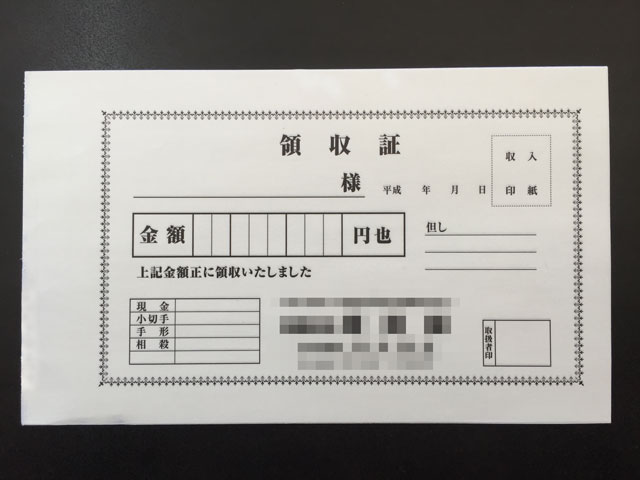 領収証
収入
印紙
様
平成 年 月 日
金額 円也
但し
上記金額正に領収いたしました
現金
小切手
手形
相殺
取扱者印